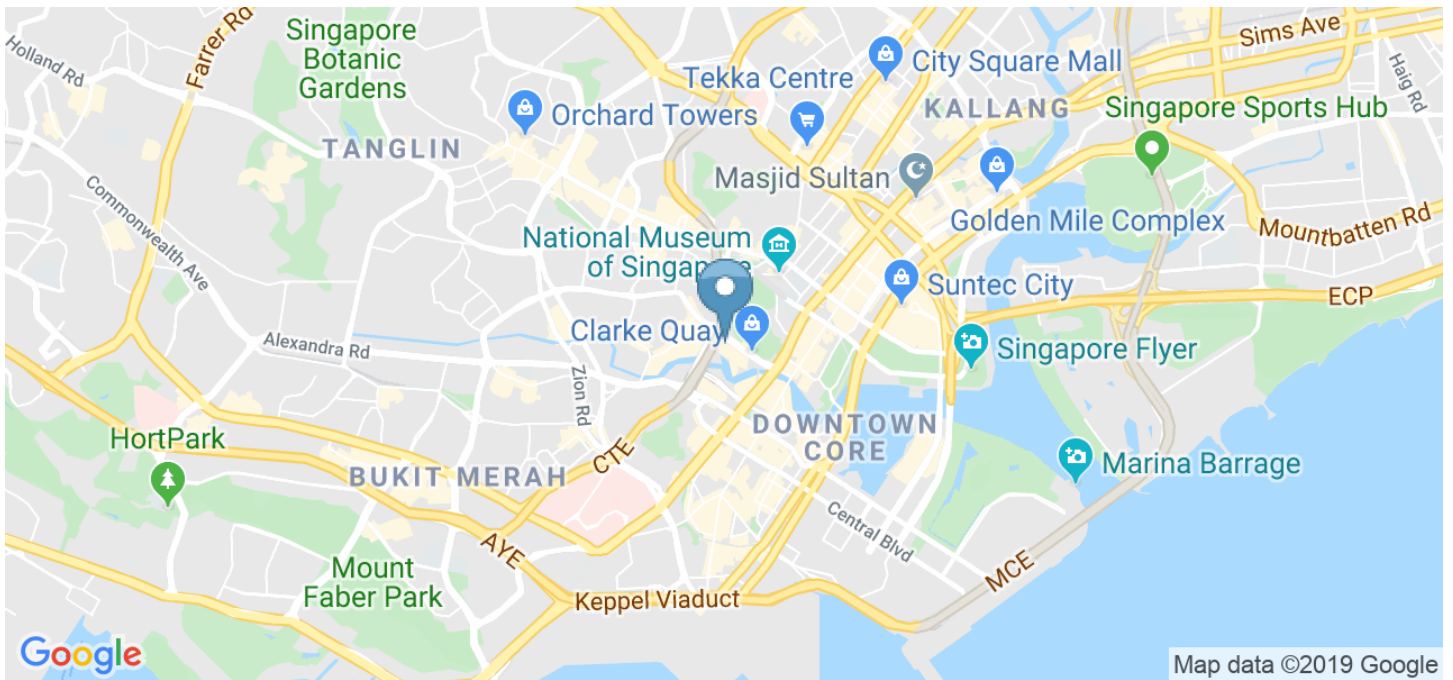 Holland Rd
Farrer Rd
Singapore
Botanic
Gardens
TANGLIN
Orchard Towers
Tekka Centre
City Square Mall
Sims Ave
Haig Rd
KALLANG
Singapore Sports Hub
Masjid Sultan
Golden Mile Complex
Mountbatten Rd
Commonwealth Ave
National Museum
of Singapore
Suntec City
ECP
Clarke Quay
Singapore Flyer
Alexandra Rd
Zion Rd
DOWNTOWN
CORE
HortPark
BUKIT MERAH
CTE
Marina Barrage
Central Blvd
AYE
Mount
Faber Park
Keppel Viaduct
MCE
Google
Map data ©2019 Google